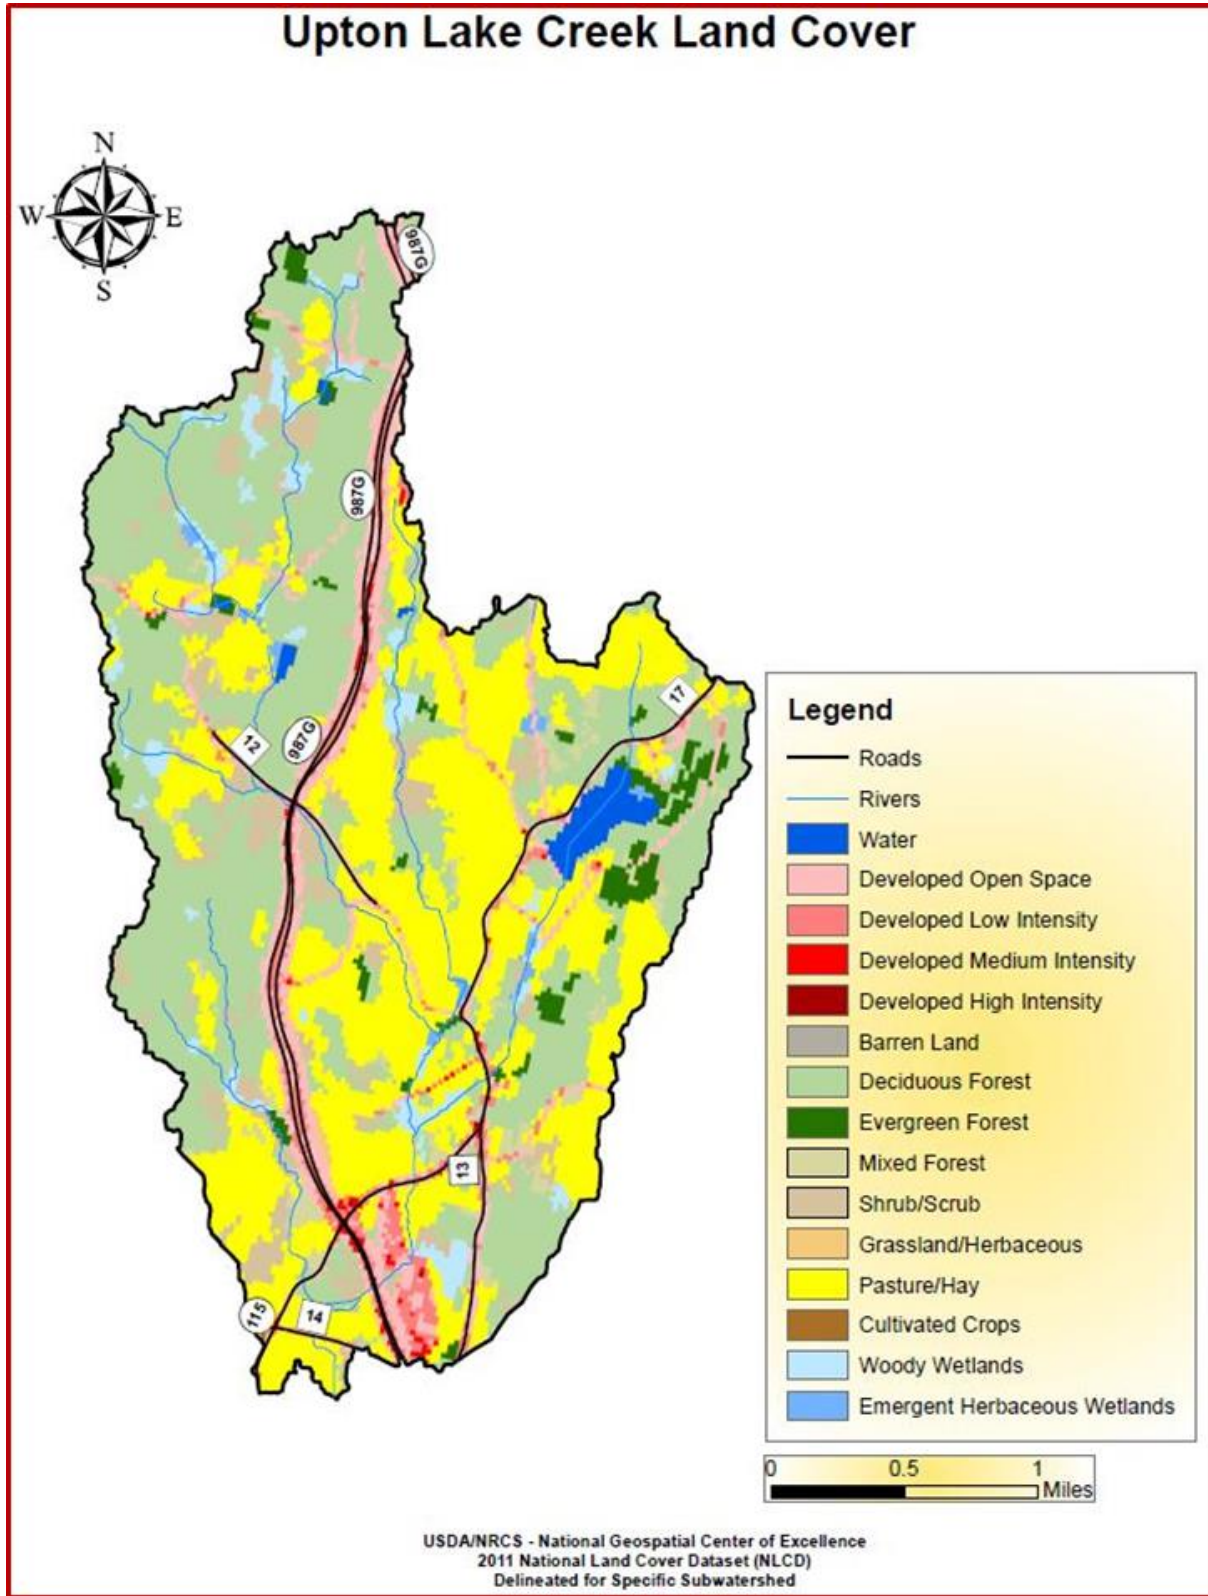 Upton Lake Creek Land Cover
N
W
E
S
987G
987G
987G
12
17
13
115
14
Legend
Roads
Rivers
Water
Developed Open Space
Developed Low Intensity
Developed Medium Intensity
Developed High Intensity
Barren Land
Deciduous Forest
Evergreen Forest
Mixed Forest
Shrub/Scrub
Grassland/Herbaceous
Pasture/Hay
Cultivated Crops
Woody Wetlands
Emergent Herbaceous Wetlands
0 0.5 1
Miles
USDA/NRCS - National Geospatial Center of Excellence
2011 National Land Cover Dataset (NLCD)
Delineated for Specific Subwatershed